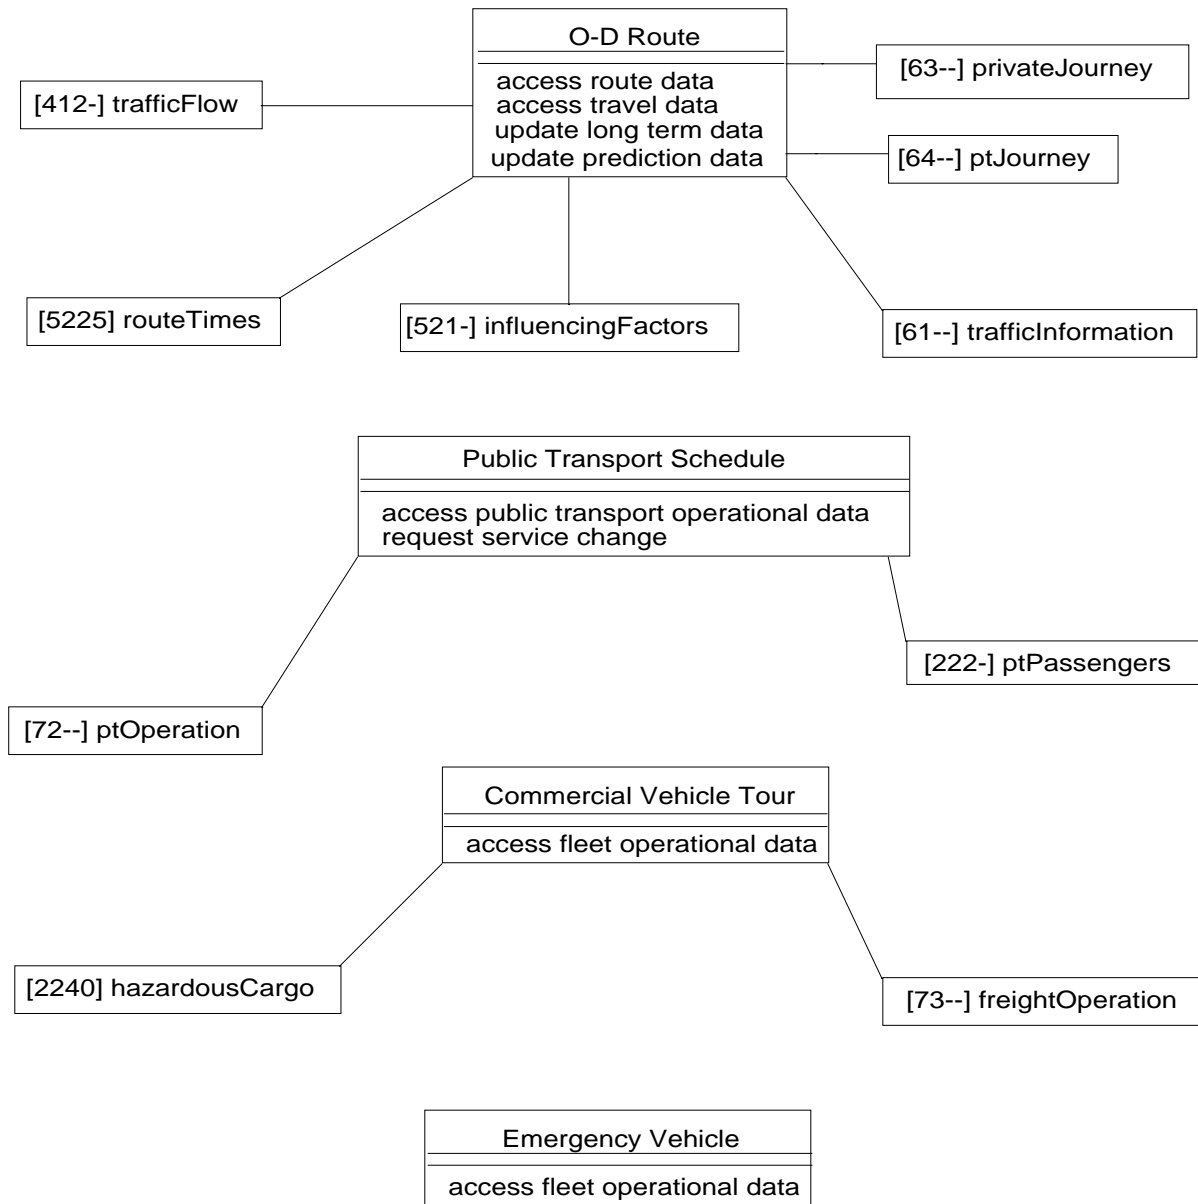 O-D Route
access route data
access travel data
update long term data
update prediction data
[412-] trafficFlow
[63--] privateJourney
[64--] ptJourney
[5225] routeTimes
[521-] influencingFactors
[61--] trafficInformation
Public Transport Schedule
access public transport operational data
request service change
[222-] ptPassengers
[72--] ptOperation
Commercial Vehicle Tour
access fleet operational data
[2240] hazardousCargo
[73--] freightOperation
Emergency Vehicle
access fleet operational data